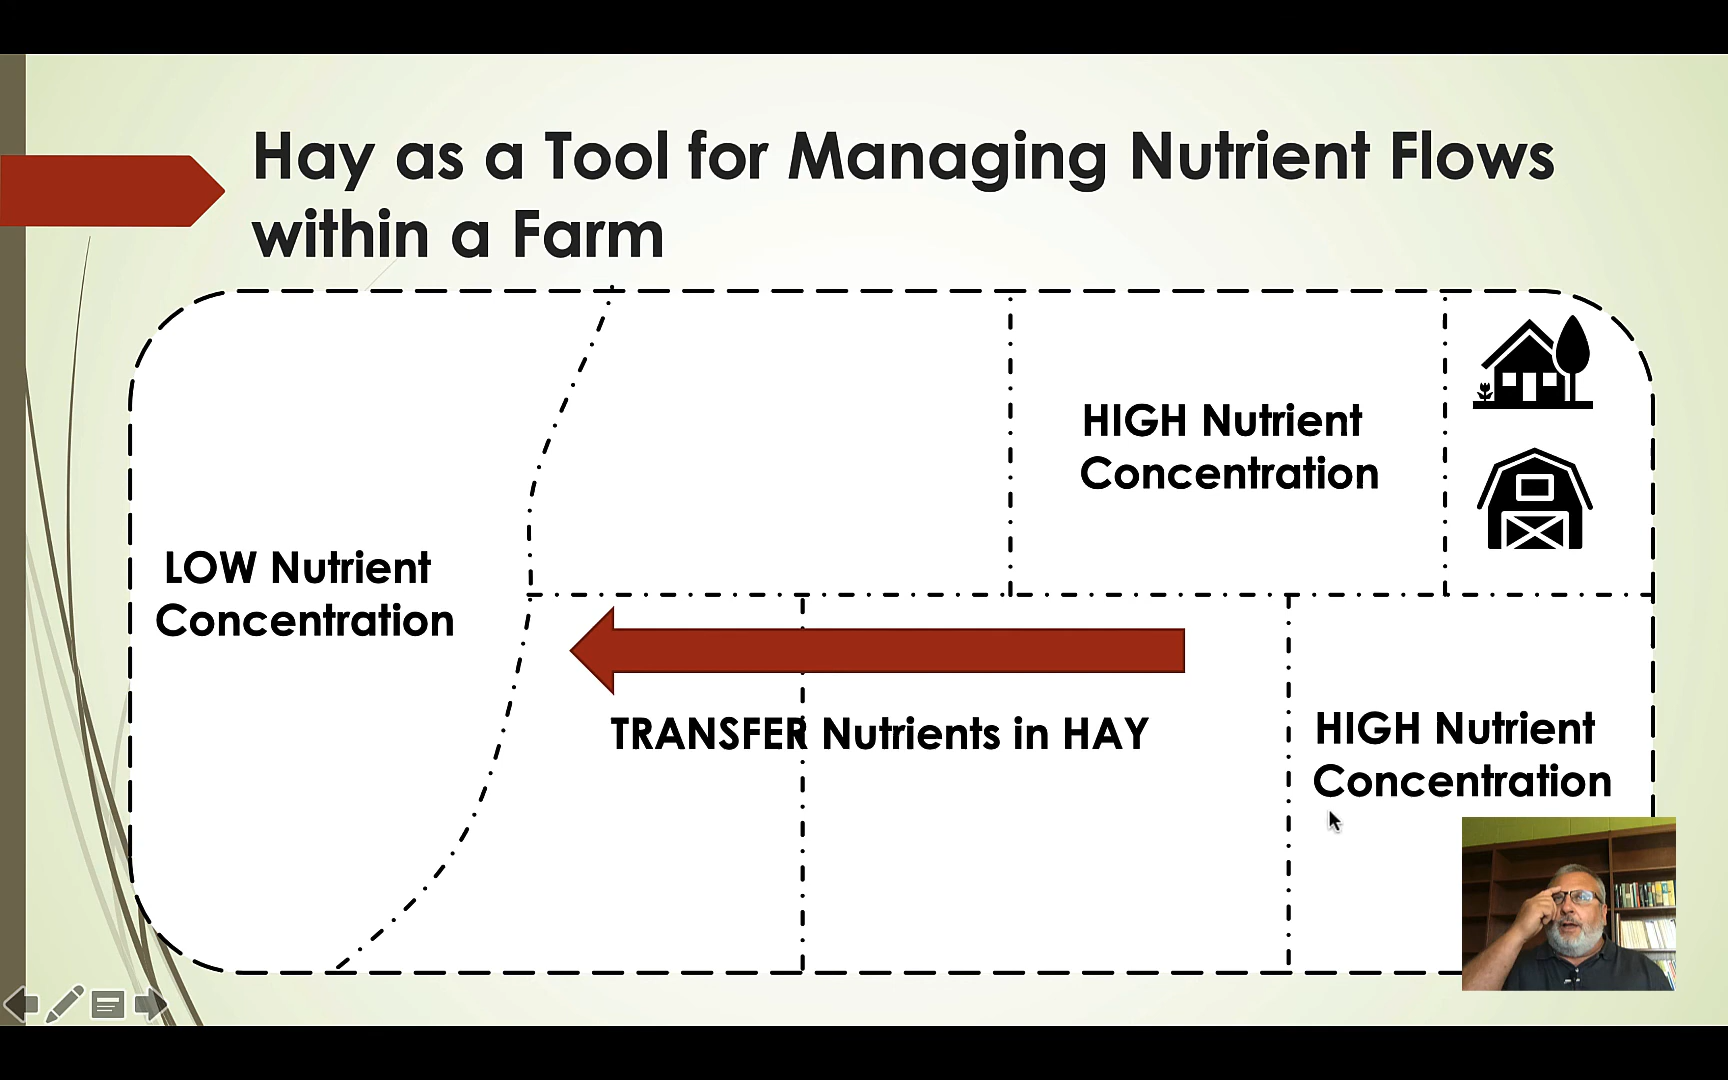 Hay as a Tool for Managing Nutrient Flows
within a Farm
HIGH Nutrient
Concentration
LOW Nutrient
Concentration
TRANSFER Nutrients in HAY
HIGH Nutrient
Concentration